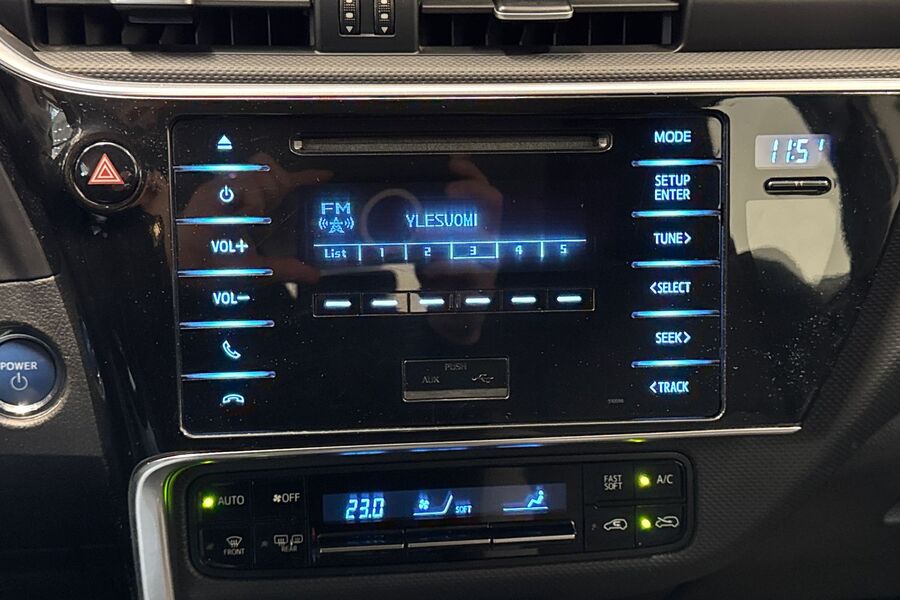 MODE
11:51
SETUP
ENTER
FM
YLESUOMI
VOL+
TUNE>
List 1 2 3 4 5
<SELECT
VOL-
SEEK>
POWER
PUSH
AUX
<TRACK
AUTO
OFF
23.0
SOFT
FAST
SOFT
A/C
FRONT
REAR